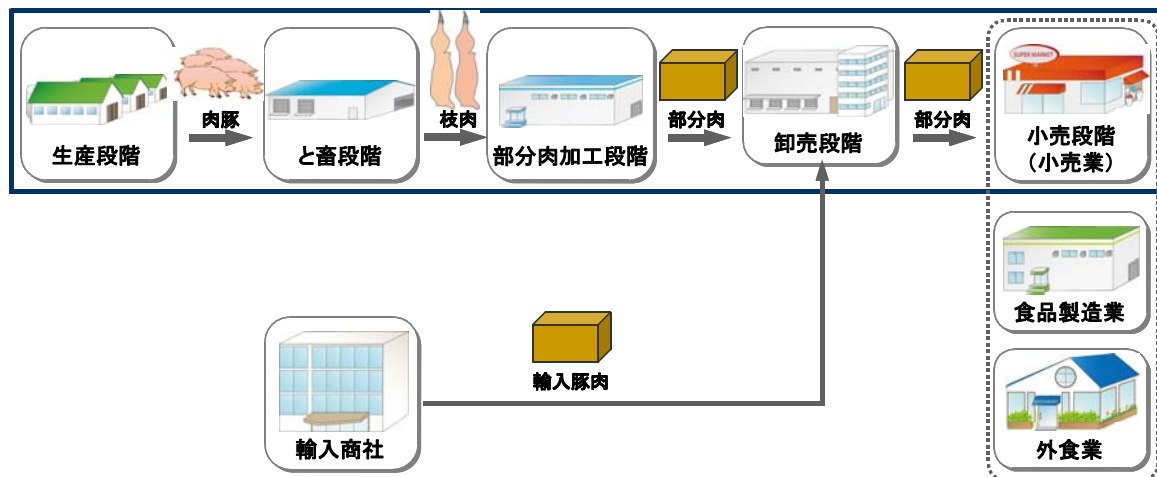 肉豚
枝肉
部分肉
部分肉
SUPER MARKET
生産段階
と畜段階
部分肉加工段階
卸売段階
小売段階
（小売業）
食品製造業
輸入豚肉
輸入商社
外食業